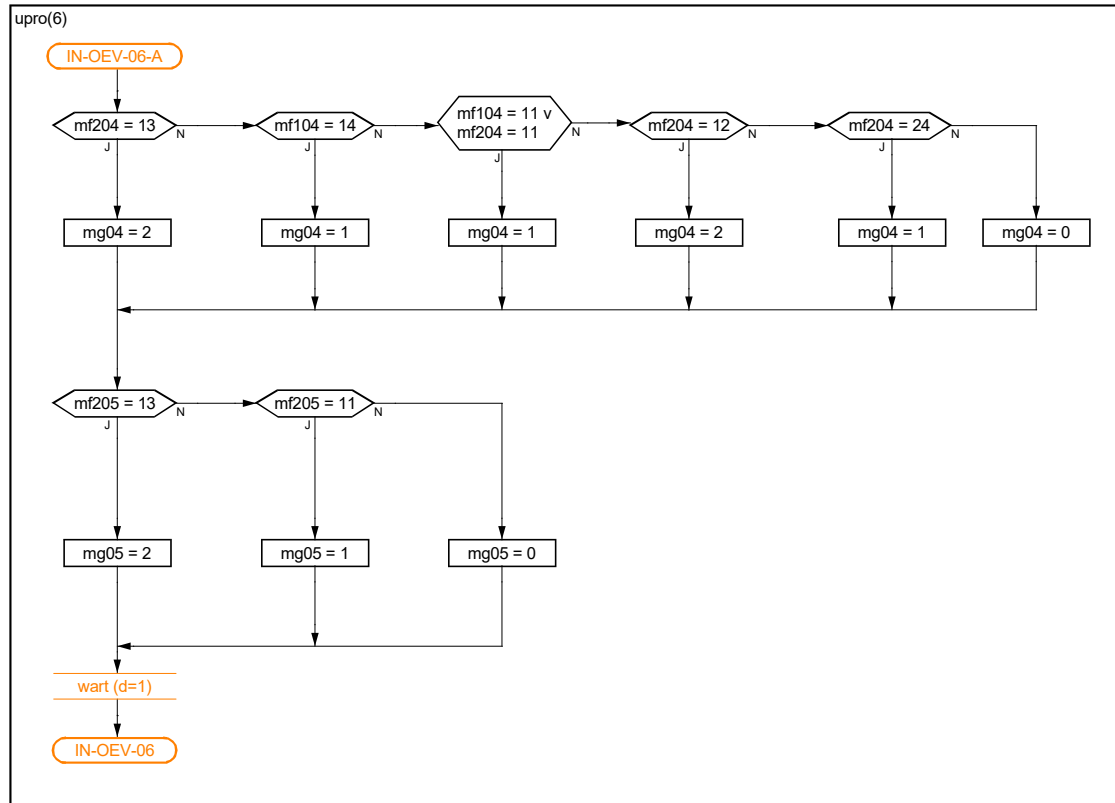 upro(6)
IN-OEV-06-A
mf204 = 13
N
J
mf104 = 14
N
J
mf104 = 11 v
mf204 = 11
N
J
mf204 = 12
N
J
mf204 = 24
N
J
mg04 = 2
mg04 = 1
mg04 = 1
mg04 = 2
mg04 = 1
mg04 = 0
mf205 = 13
N
J
mf205 = 11
N
J
mg05 = 2
mg05 = 1
mg05 = 0
wart (d=1)
IN-OEV-06